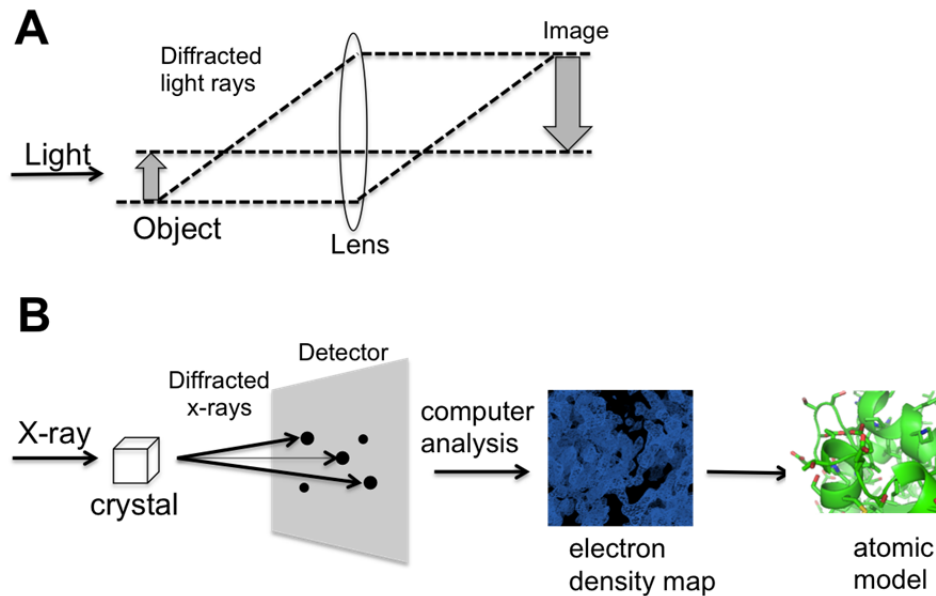 A
Diffracted
light rays
Image
Light
Object
Lens
B
Detector
Diffracted
x-rays
X-ray
crystal
computer
analysis
electron
density map
atomic
model